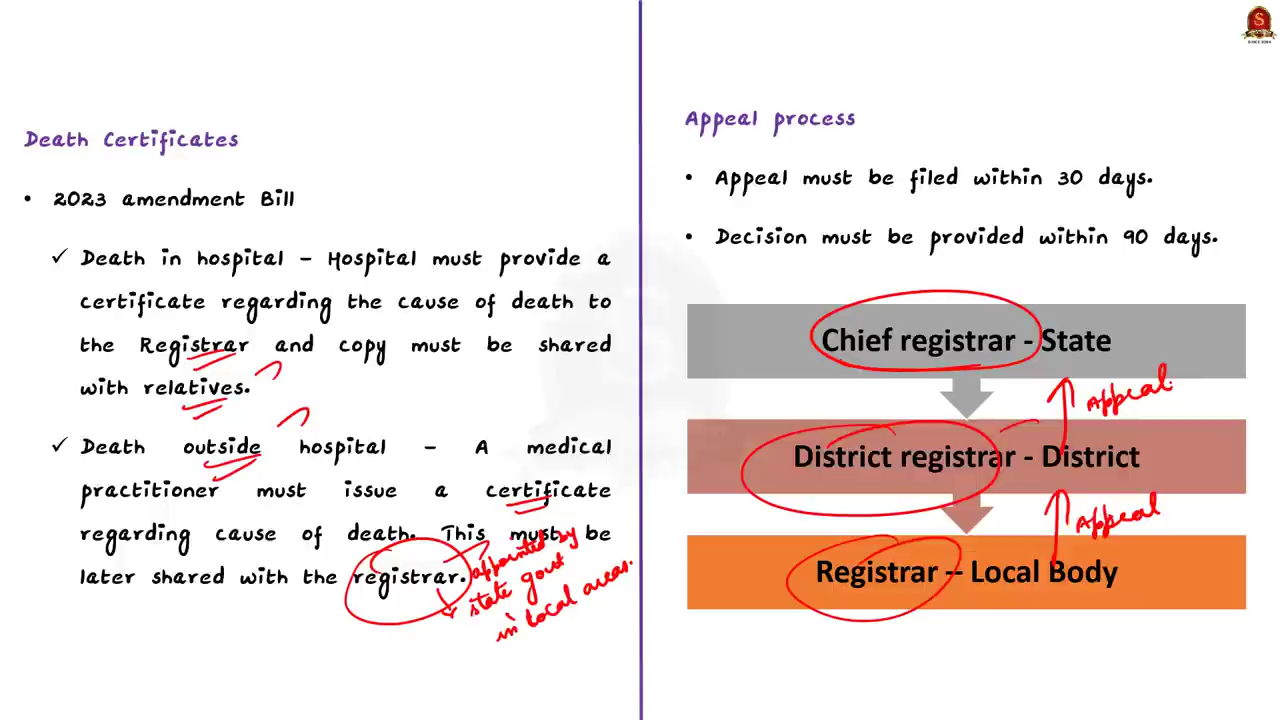 Death Certificates
• 2023 amendment Bill
✓ Death in hospital – Hospital must provide a
certificate regarding the cause of death to
the Registrar and copy must be shared
with relatives.
✓ Death outside hospital – A medical
practitioner must issue a certificate
regarding cause of death. This must be
later shared with the registrar.
appointed by
state govt
in local areas.
Appeal process
• Appeal must be filed within 30 days.
• Decision must be provided within 90 days.
Chief registrar - State
Appeal
District registrar - District
Appeal
Registrar -- Local Body
S
SINCE 2004